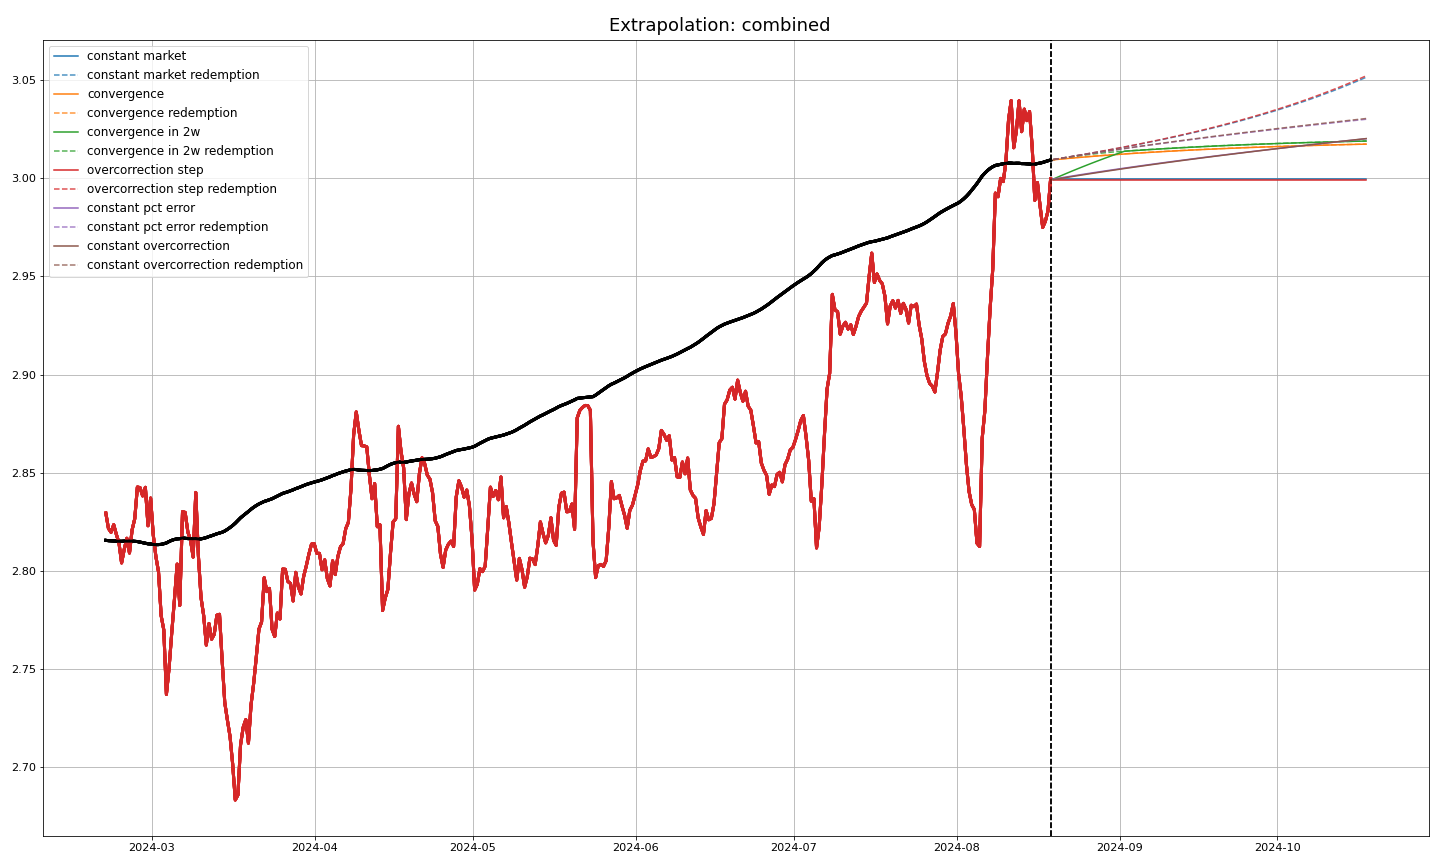 Extrapolation: combined
constant market
constant market redemption
convergence
convergence redemption
convergence in 2w
convergence in 2w redemption
overcorrection step
overcorrection step redemption
constant pct error
constant pct error redemption
constant overcorrection
constant overcorrection redemption
3.05
3.00
2.95
2.90
2.85
2.80
2.75
2.70
2024-03 2024-04 2024-05 2024-06 2024-07 2024-08 2024-09 2024-10